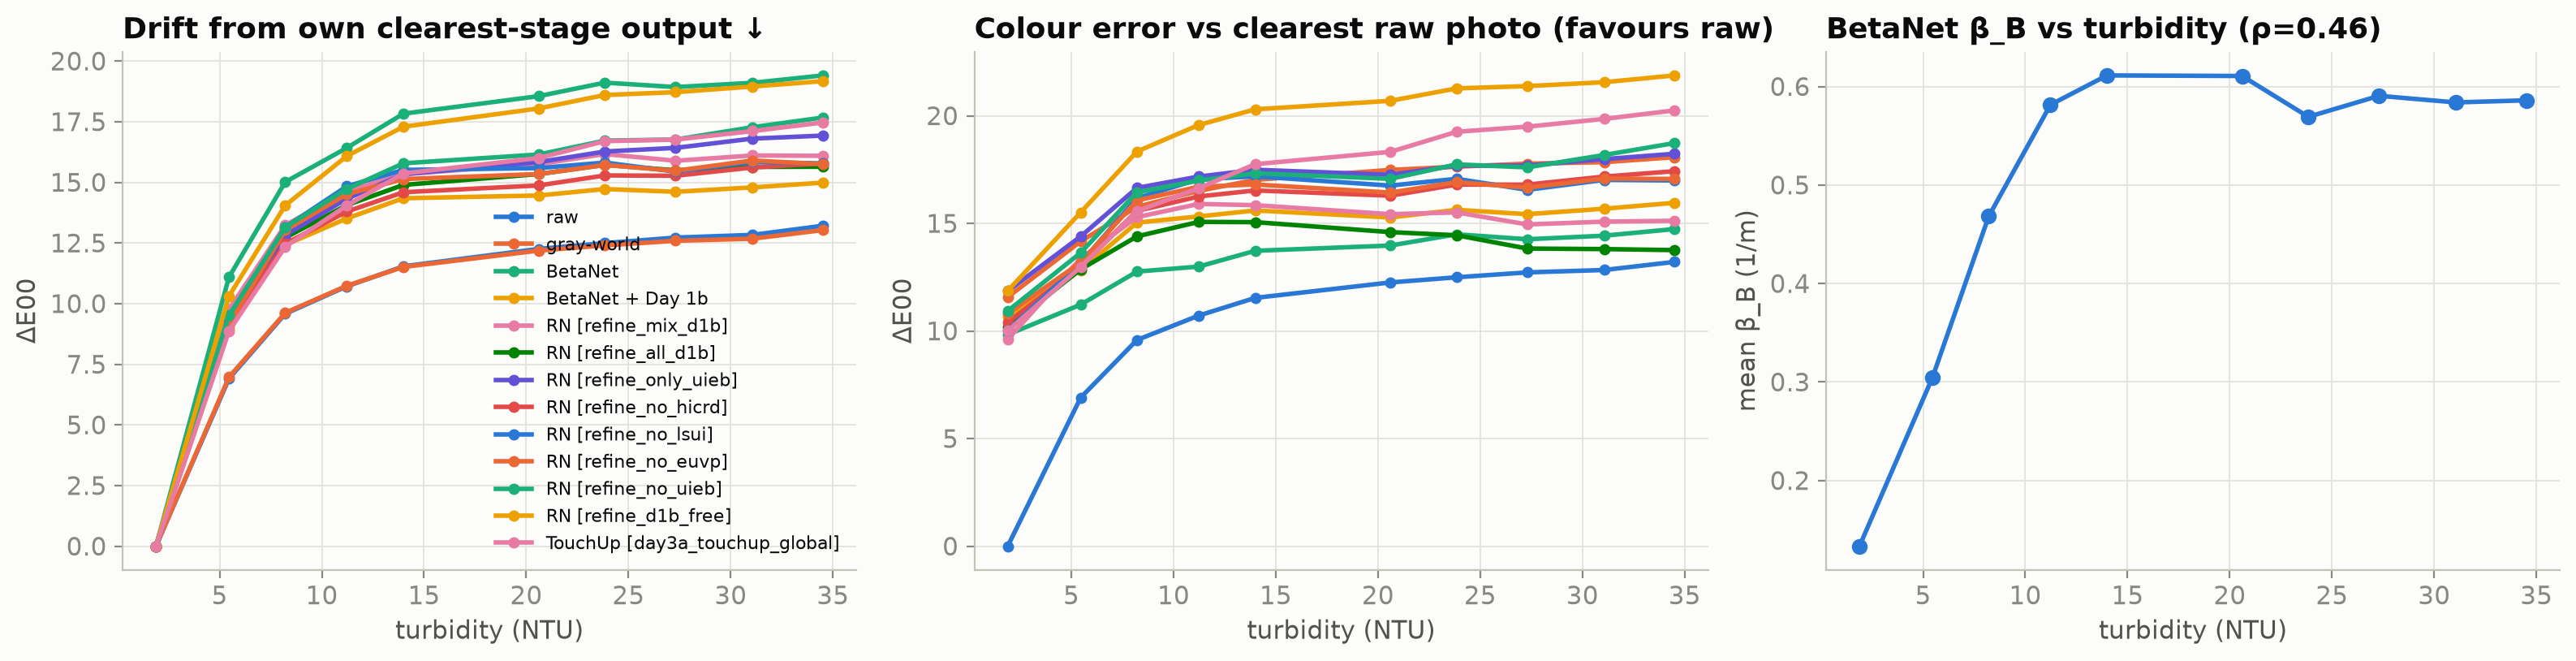 Drift from own clearest-stage output ↓
ΔE00
20.0
17.5
15.0
12.5
10.0
7.5
5.0
2.5
0.0
raw
gray-world
BetaNet
BetaNet + Day 1b
RN [refine_mix_d1b]
RN [refine_all_d1b]
RN [refine_only_uieb]
RN [refine_no_hicrd]
RN [refine_no_lsui]
RN [refine_no_euvp]
RN [refine_no_uieb]
RN [refine_d1b_free]
TouchUp [day3a_touchup_global]
5 10 15 20 25 30 35
turbidity (NTU)
Colour error vs clearest raw photo (favours raw)
ΔE00
20
15
10
5
0
5 10 15 20 25 30 35
turbidity (NTU)
BetaNet β_B vs turbidity (ρ=0.46)
mean β_B (1/m)
0.6
0.5
0.4
0.3
0.2
5 10 15 20 25 30 35
turbidity (NTU)